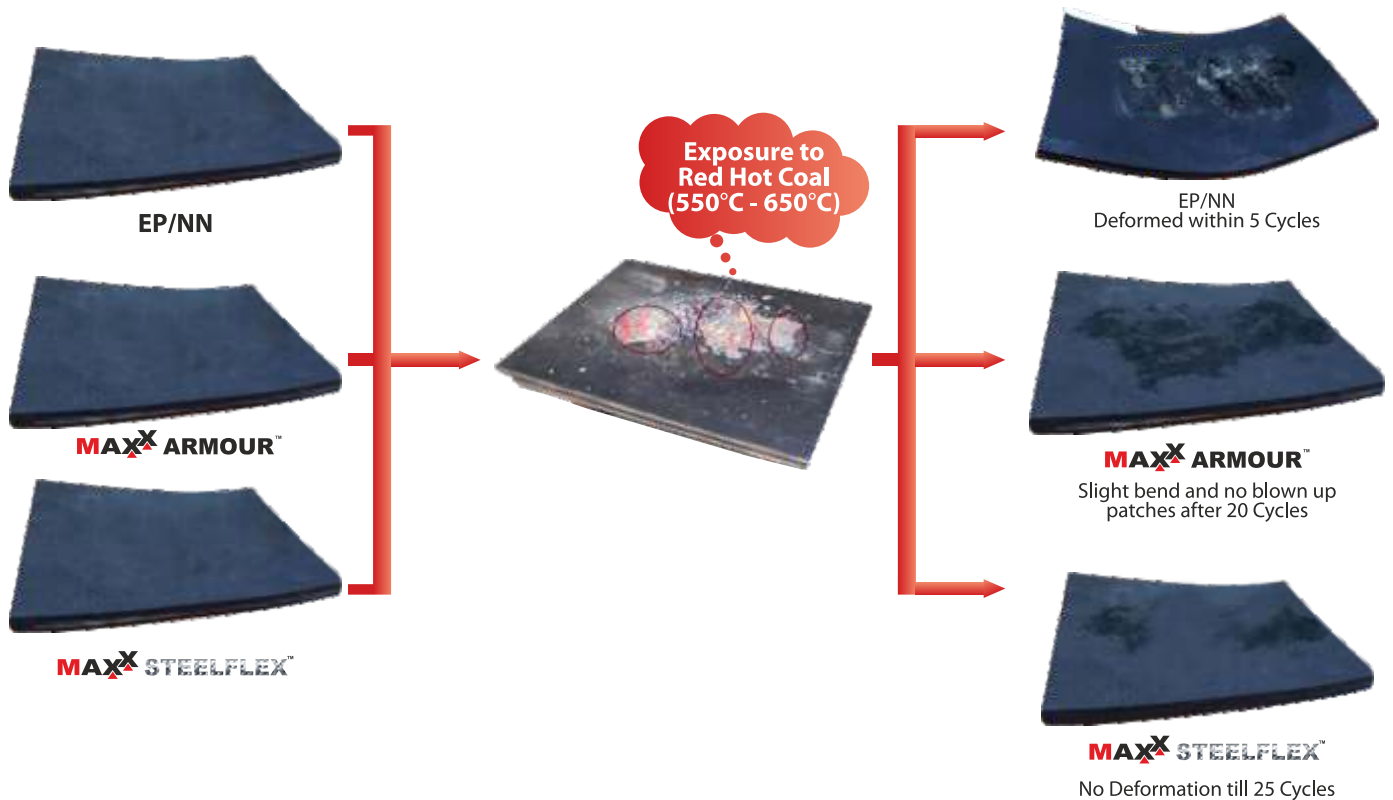 EP/NN
MAXX ARMOUR™
MAXX STEELFLEX™
Exposure to
Red Hot Coal
(550°C - 650°C)
EP/NN
Deformed within 5 Cycles
MAXX ARMOUR™
Slight bend and no blown up
patches after 20 Cycles
MAXX STEELFLEX™
No Deformation till 25 Cycles